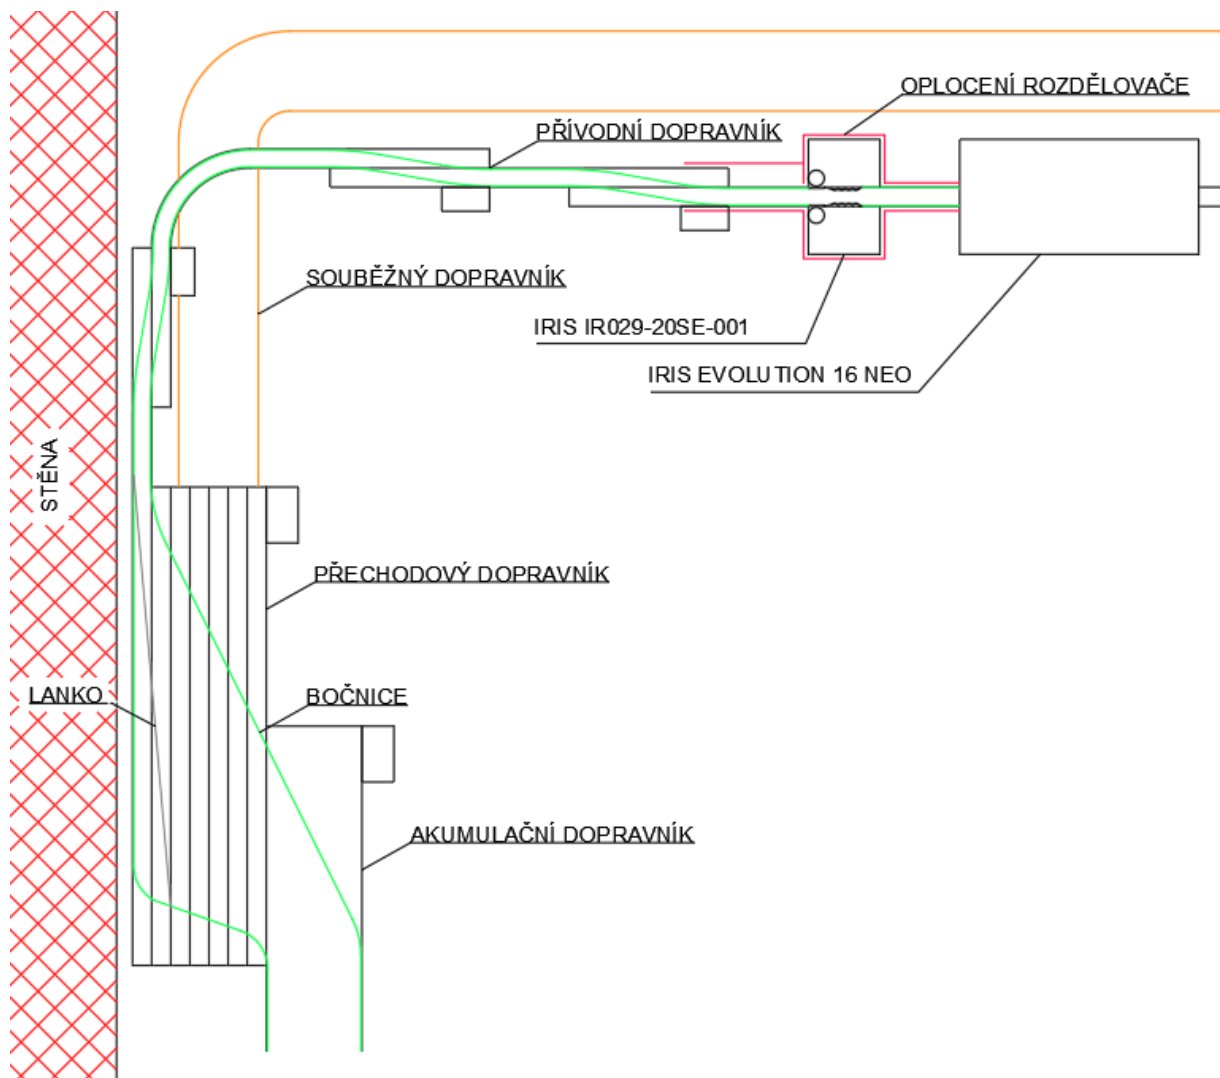 OPLOCENÍ ROZDĚLOVAČE
PŘÍVODNÍ DOPRAVNÍK
SOUBĚŽNÝ DOPRAVNÍK
IRIS IR029-20SE-001
IRIS EVOLUTION 16 NEO
STĚNA
PŘECHODOVÝ DOPRAVNÍK
LANKO
BOČNICE
AKUMULAČNÍ DOPRAVNÍK